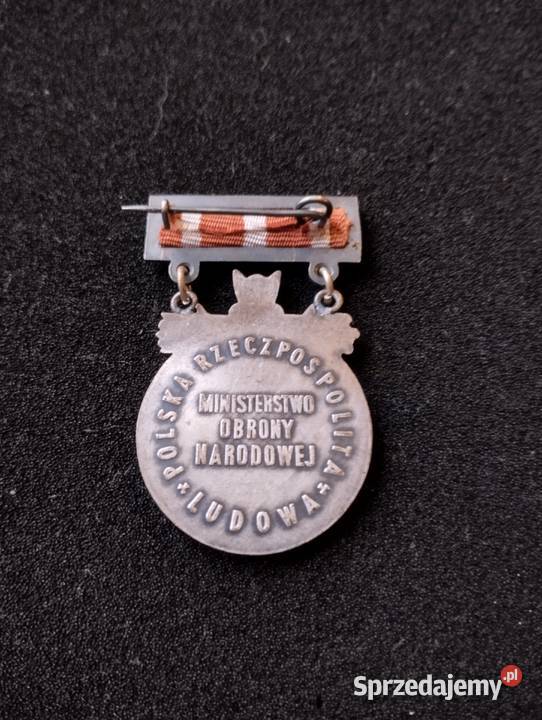 POLSKA RZECZPOSPOLITA
LUDOWA
MINISTERSTWO
OBRONY
NARODOWEJ
Sprzedajemy.pl